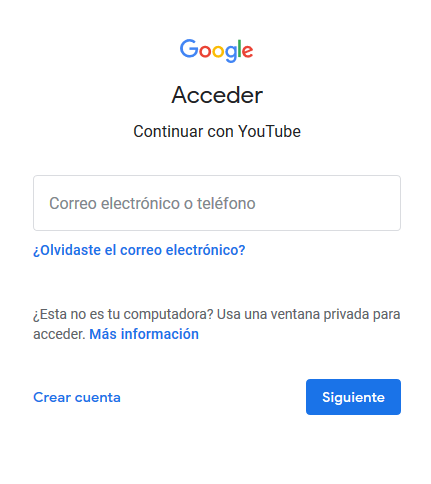 Google
Acceder
Continuar con YouTube
Correo electrónico o teléfono
¿Olvidaste el correo electrónico?
¿Esta no es tu computadora? Usa una ventana privada para
acceder. Más información
Crear cuenta
Siguiente